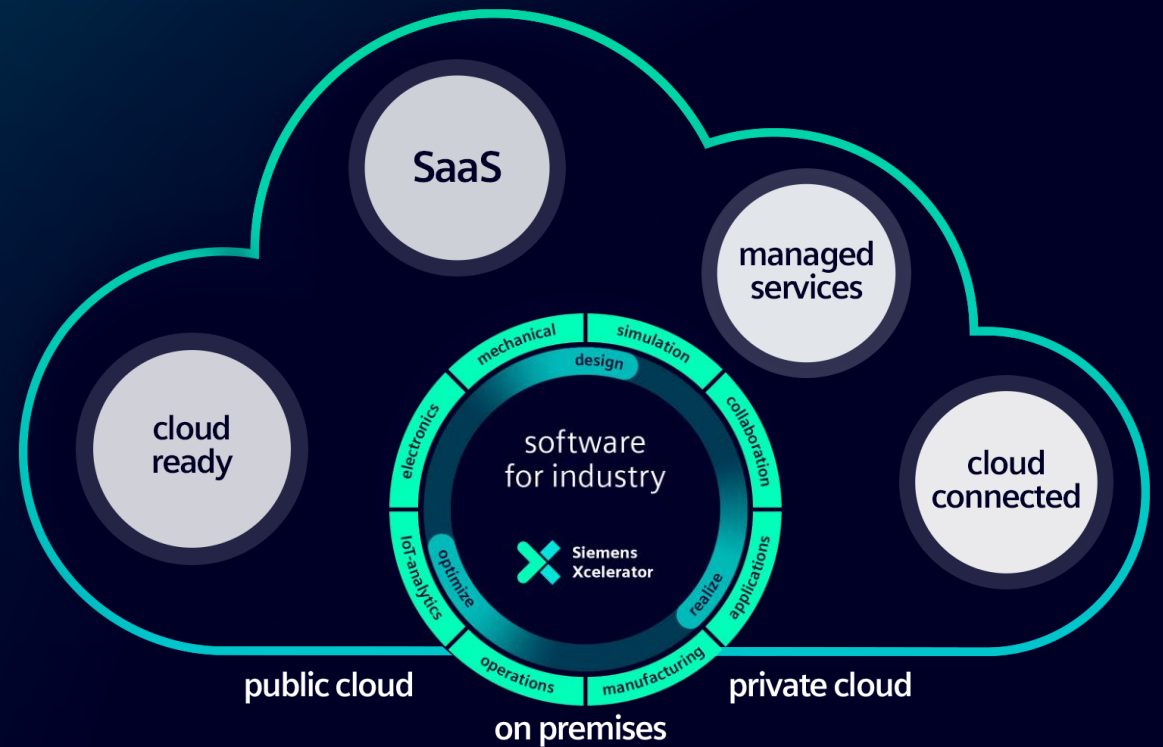 SaaS
managed
services
cloud
ready
cloud
connected
mechanical
simulation
collaboration
applications
manufacturing
operations
IoT-analytics
electronics
design
realize
optimize
software
for industry
Siemens
Xcelerator
public cloud
private cloud
on premises